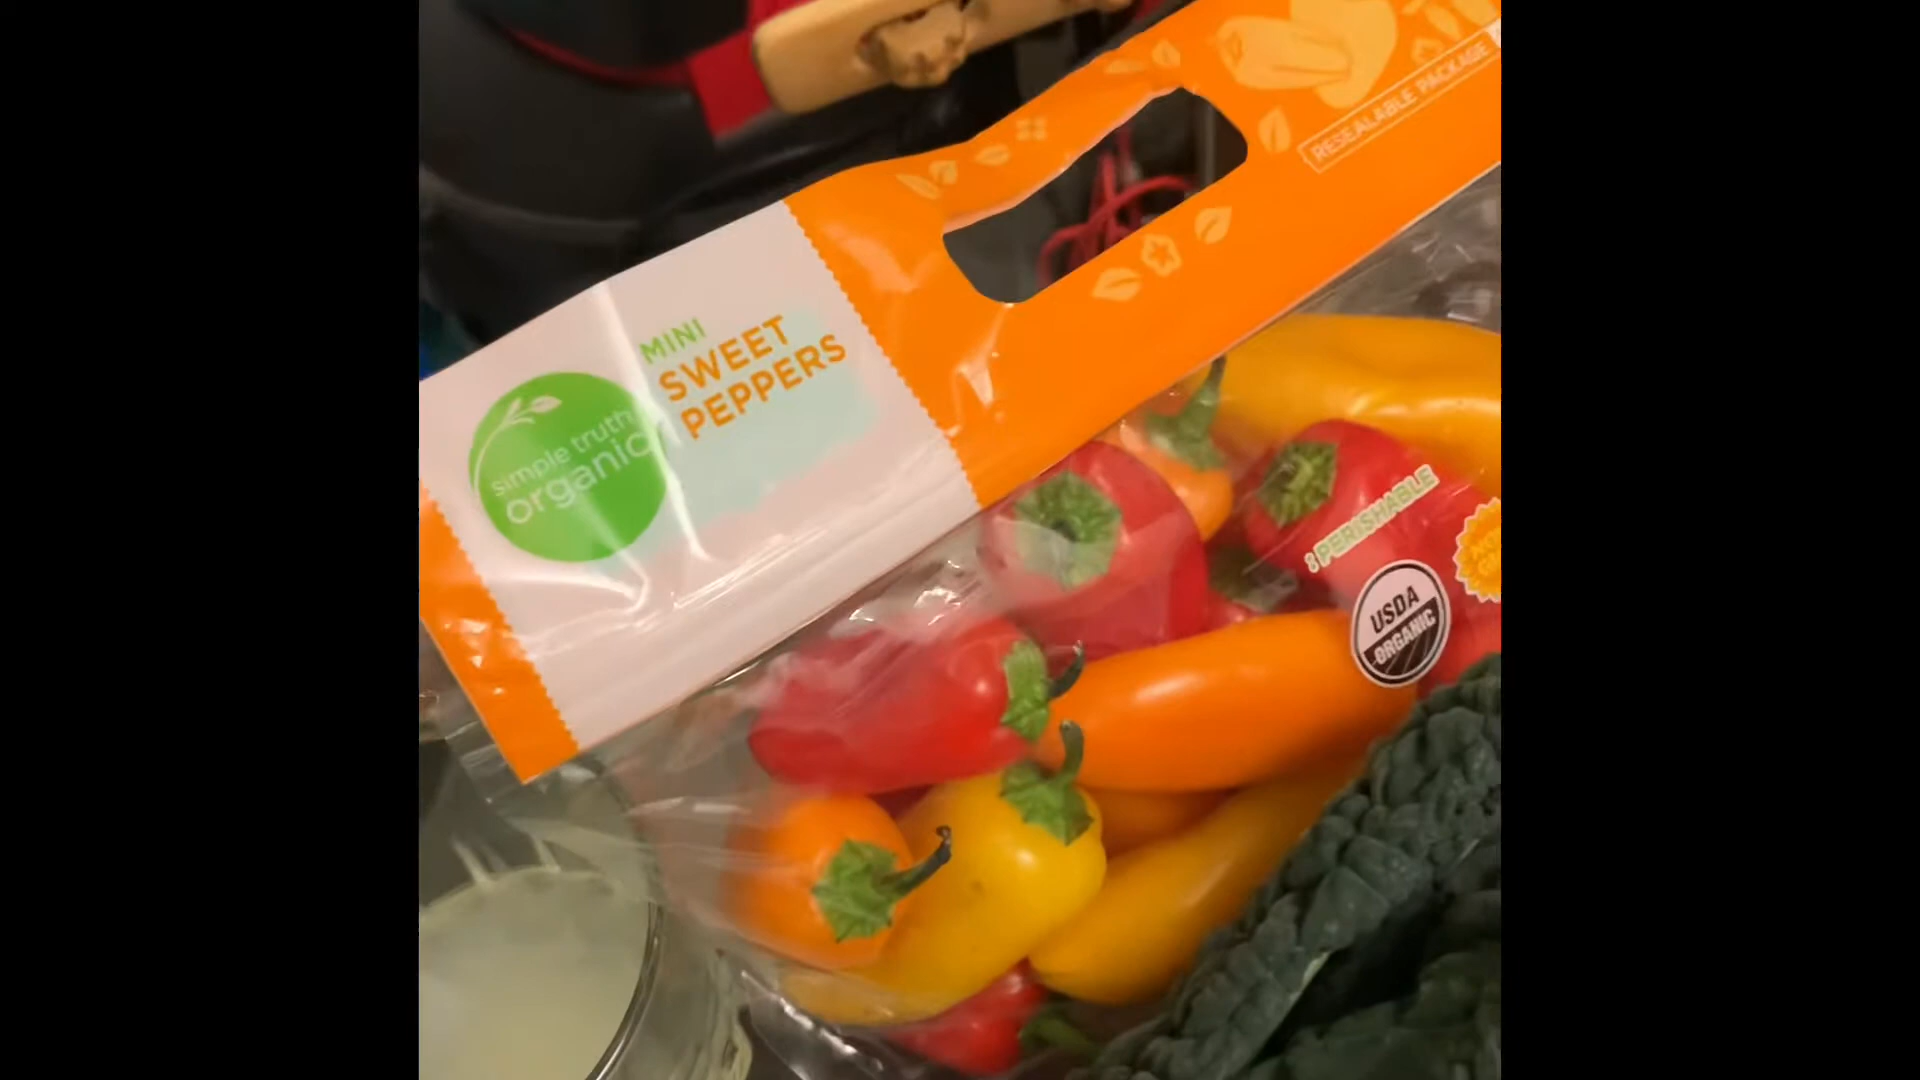 RESEALABLE PACKAGE
MINI
SWEET
PEPPERS
simple truth
organic
PERISHABLE
USDA
ORGANIC